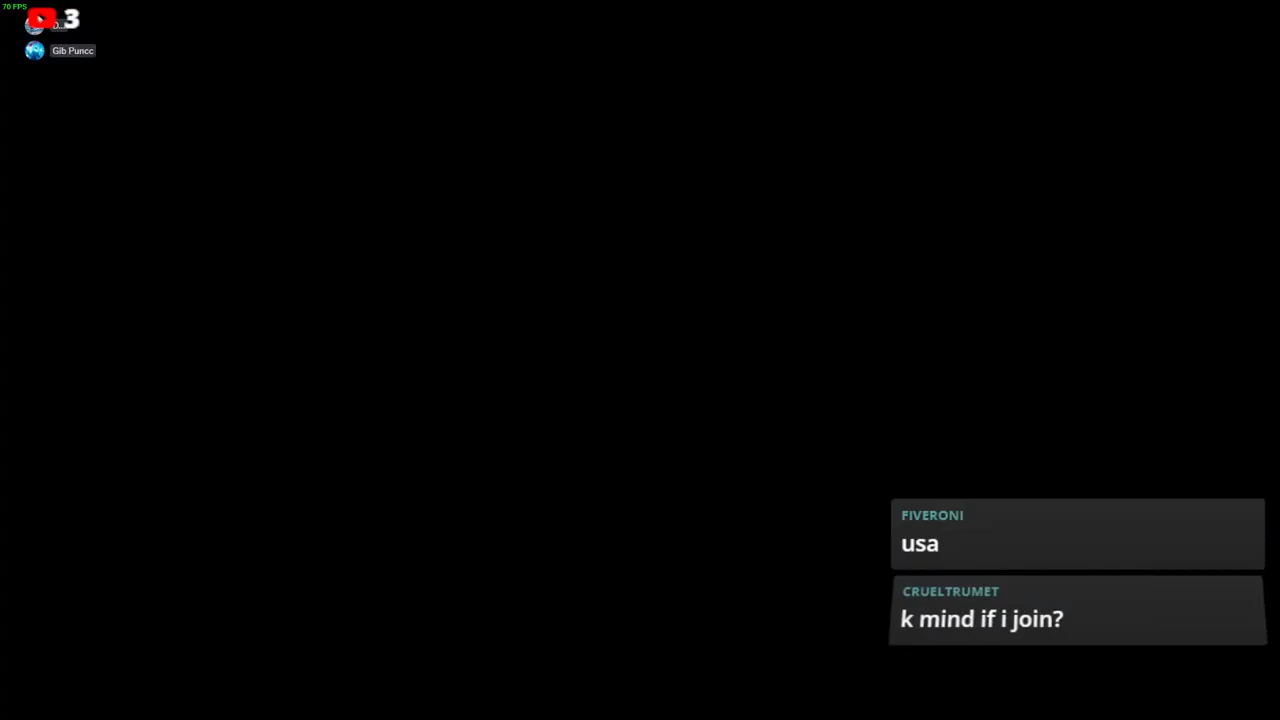 70 FPS
3
Gib Puncc
FIVERONI
usa
CRUELTRUMET
k mind if i join?